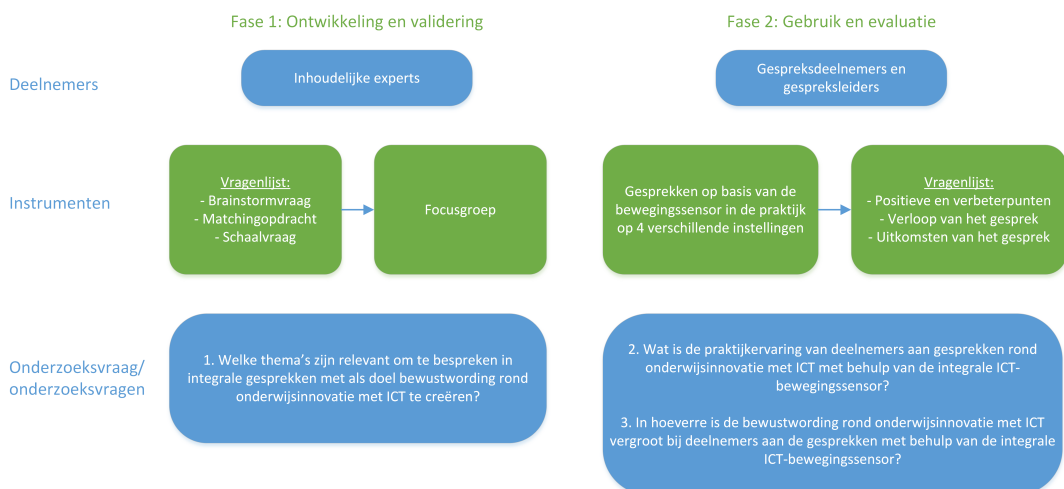 Fase 1: Ontwikkeling en validering
Fase 2: Gebruik en evaluatie
Deelnemers
Inhoudelijke experts
Gespreksdeelnemers en
gespreksleiders
Instrumenten
Vragenlijst:
- Brainstormvraag
- Matchingopdracht
- Schaalvraag
Focusgroep
Gesprekken op basis van de
bewegingssensor in de praktijk
op 4 verschillende instellingen
Vragenlijst:
- Positieve en verbeterpunten
- Verloop van het gesprek
- Uitkomsten van het gesprek
Onderzoeksvraag/
onderzoeksvragen
1. Welke thema’s zijn relevant om te bespreken in
integrale gesprekken met als doel bewustwording rond
onderwijsinnovatie met ICT te creëren?
2. Wat is de praktijkervaring van deelnemers aan gesprekken rond
onderwijsinnovatie met ICT met behulp van de integrale ICT-
bewegingssensor?
3. In hoeverre is de bewustwording rond onderwijsinnovatie met ICT
vergroot bij deelnemers aan de gesprekken met behulp van de integrale
ICT-bewegingssensor?